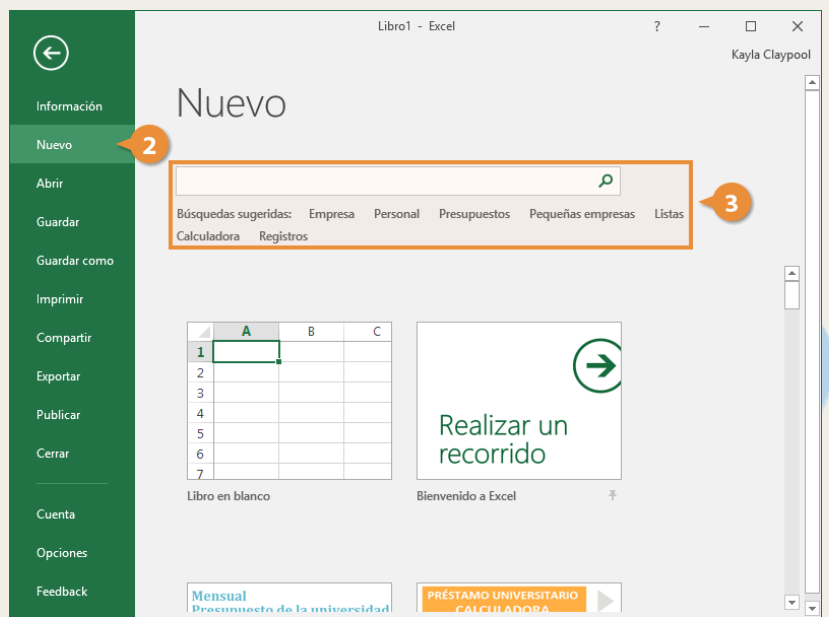 Libro1 - Excel
?
Kayla Claypool
Información
Nuevo
Abrir
Guardar
Guardar como
Imprimir
Compartir
Exportar
Publicar
Cerrar
Cuenta
Opciones
Feedback
2
Nuevo
3
Búsquedas sugeridas: Empresa Personal Presupuestos Pequeñas empresas Listas
Calculadora Registros
A B C
1
2
3
4
5
6
7
Libro en blanco
Realizar un
recorrido
Bienvenido a Excel
Mensual
Presupuesto de la universidad
PRÉSTAMO UNIVERSITARIO
CALCULADORA